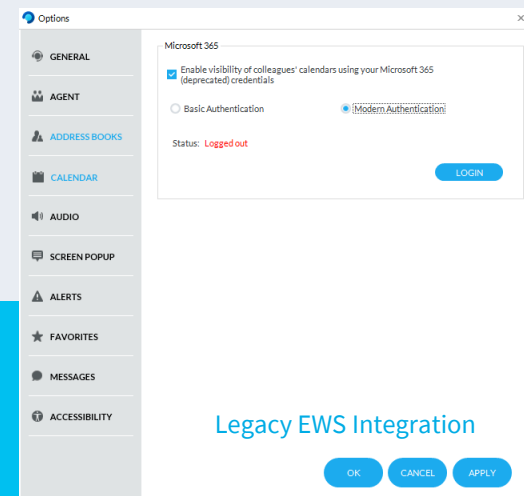 Options
GENERAL
AGENT
ADDRESS BOOKS
CALENDAR
AUDIO
SCREEN POPUP
ALERTS
FAVORITES
MESSAGES
ACCESSIBILITY
Microsoft 365
Enable visibility of colleagues' calendars using your Microsoft 365
(deprecated) credentials
Basic Authentication
Modern Authentication
Status: Logged out
LOGIN
Legacy EWS Integration
OK
CANCEL
APPLY